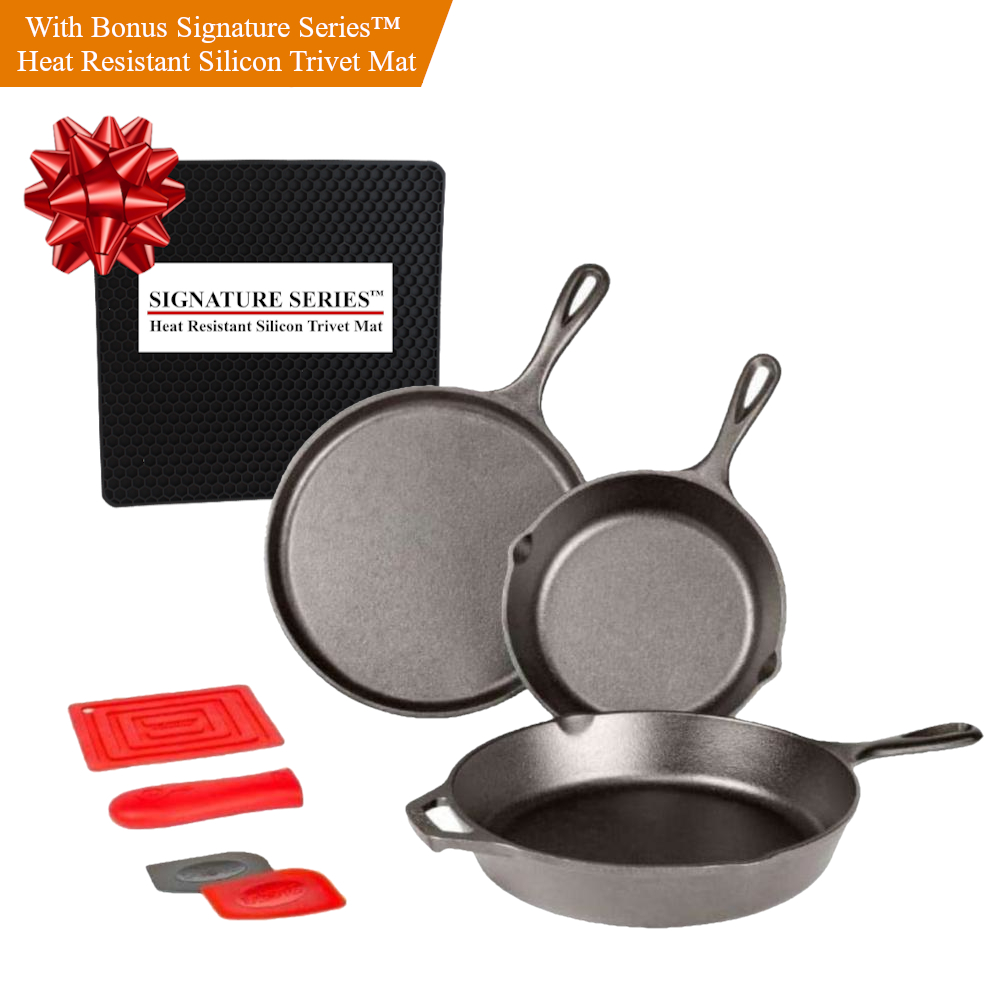 With Bonus Signature Series™
Heat Resistant Silicon Trivet Mat
SIGNATURE SERIES™
Heat Resistant Silicon Trivet Mat